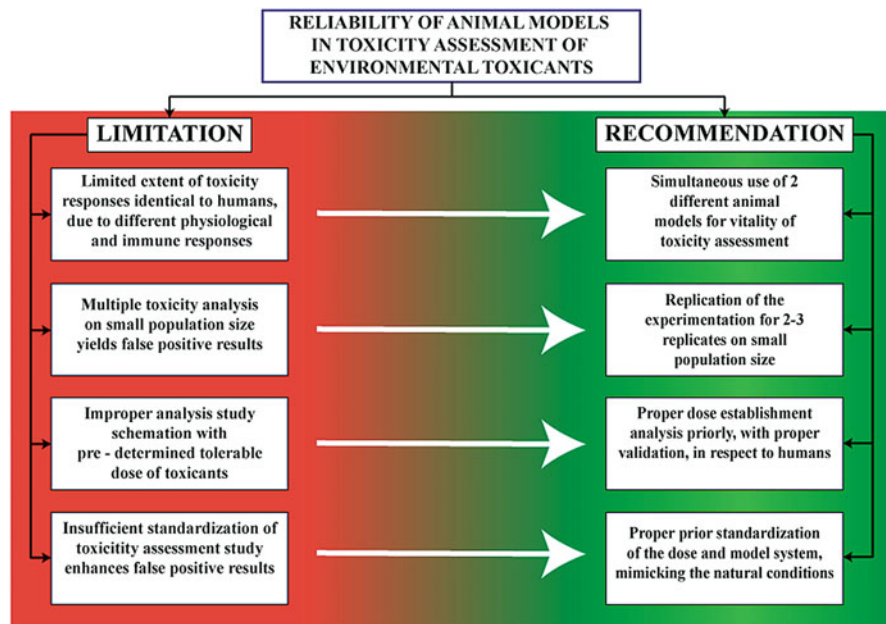 RELIABILITY OF ANIMAL MODELS
IN TOXICITY ASSESSMENT OF
ENVIRONMENTAL TOXICANTS
LIMITATION
RECOMMENDATION
Limited extent of toxicity
responses identical to humans,
due to different physiological
and immune responses
Simultaneous use of 2
different animal
models for vitality of
toxicity assessment
Multiple toxicity analysis
on small population size
yields false positive results
Replication of the
experimentation for 2-3
replicates on small
population size
Improper analysis study
schemation with
pre - determined tolerable
dose of toxicants
Proper dose establishment
analysis priorly, with proper
validation, in respect to humans
Insufficient standardization of
toxicitity assessment study
enhances false positive results
Proper prior standardization
of the dose and model system,
mimicking the natural conditions